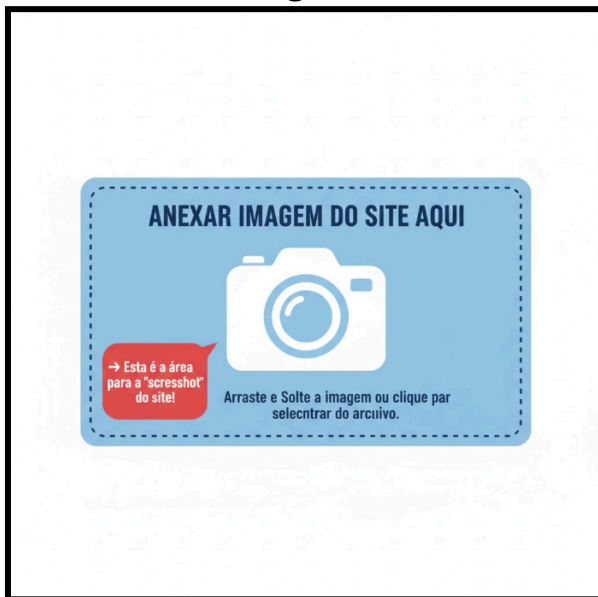 ANEXAR IMAGEM DO SITE AQUI
→ Esta é a área
para a "scresshot"
do site!
Arraste e Solte a imagem ou clique par
selecntrar do arcuivo.